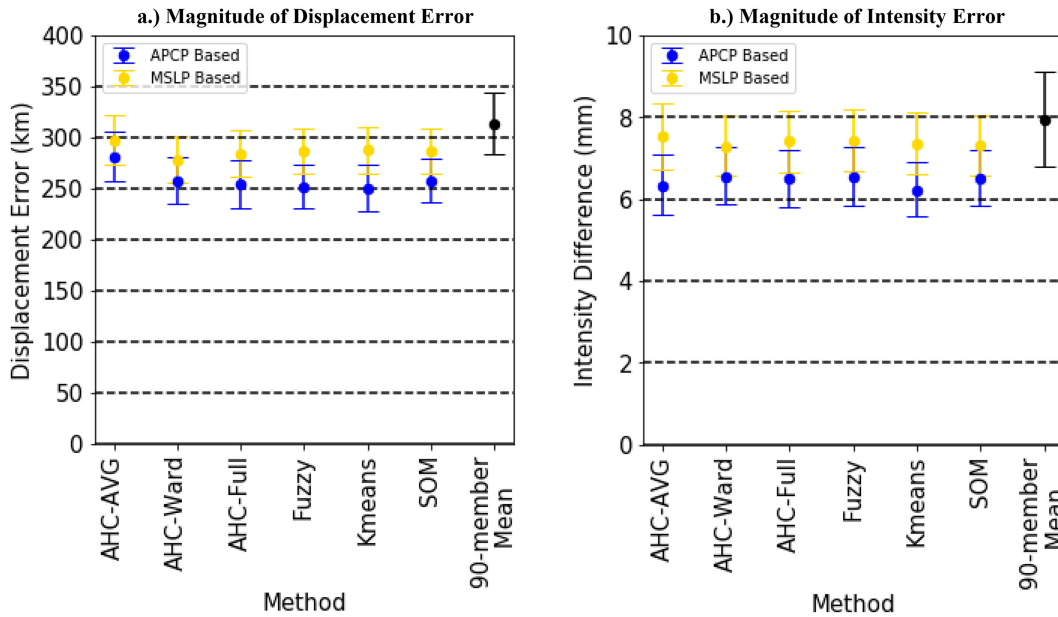 a.) Magnitude of Displacement Error
400
350
300
250
200
150
100
50
0
Displacement Error (km)
APCP Based
MSLP Based
AHC-AVG
AHC-Ward
AHC-Full
Fuzzy
Kmeans
SOM
90-member
Mean
Method
b.) Magnitude of Intensity Error
10
8
6
4
2
0
Intensity Difference (mm)
APCP Based
MSLP Based
AHC-AVG
AHC-Ward
AHC-Full
Fuzzy
Kmeans
SOM
90-member
Mean
Method